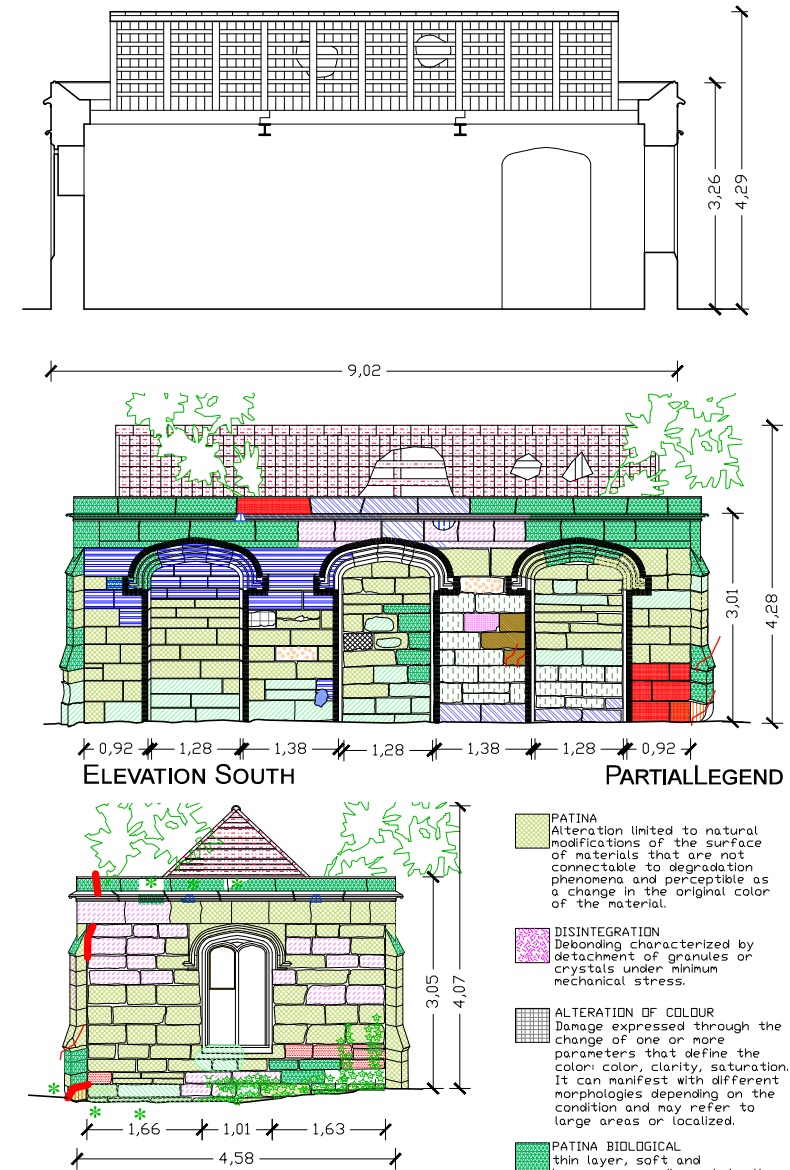 3,26
4,29
9,02
3,01
4,28
0,92 1,28 1,38 1,28 1,38 1,28 0,92
ELEVATION SOUTH
PARTIALLEGEND
3,05
4,07
1,66 1,01 1,63
4,58
PATINA
Alteration limited to natural
modifications of the surface
of materials that are not
connectable to degradation
phenomena and perceptible as
a change in the original color
of the material.
DISINTEGRATION
Debonding characterized by
detachment of granules or
crystals under minimum
mechanical stress.
ALTERATION OF COLOUR
Damage expressed through the
change of one or more
parameters that define the
color: color, clarity, saturation.
It can manifest with different
morphologies depending on the
condition and may refer to
large areas or localized.
PATINA BIOLOGICAL
thin layer, soft and